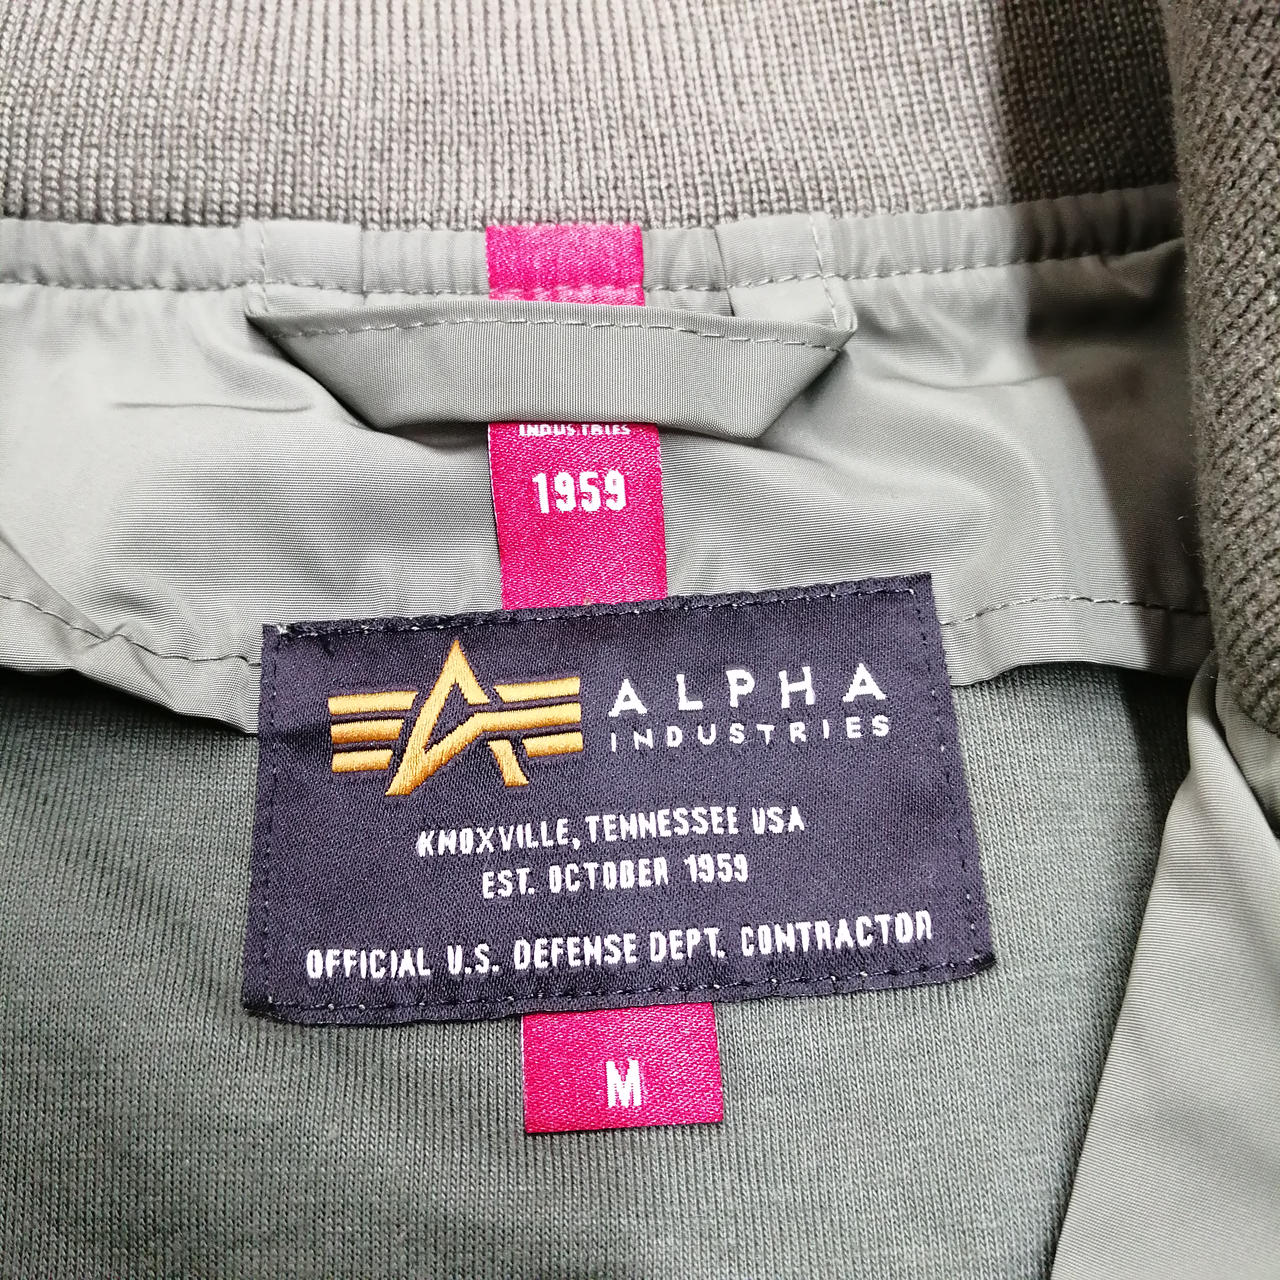 INDUSTRIES
1959
ALPHA
INDUSTRIES
KNOXVILLE, TENNESSEE USA
EST. OCTOBER 1959
OFFICIAL U.S. DEFENSE DEPT. CONTRACTOR
M